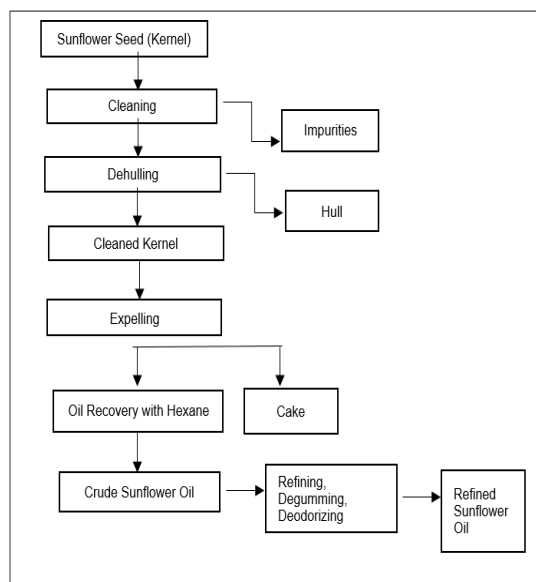 Sunflower Seed (Kernel)
Cleaning
Impurities
Dehulling
Hull
Cleaned Kernel
Expelling
Oil Recovery with Hexane
Cake
Crude Sunflower Oil
Refining,
Degumming,
Deodorizing
Refined
Sunflower
Oil